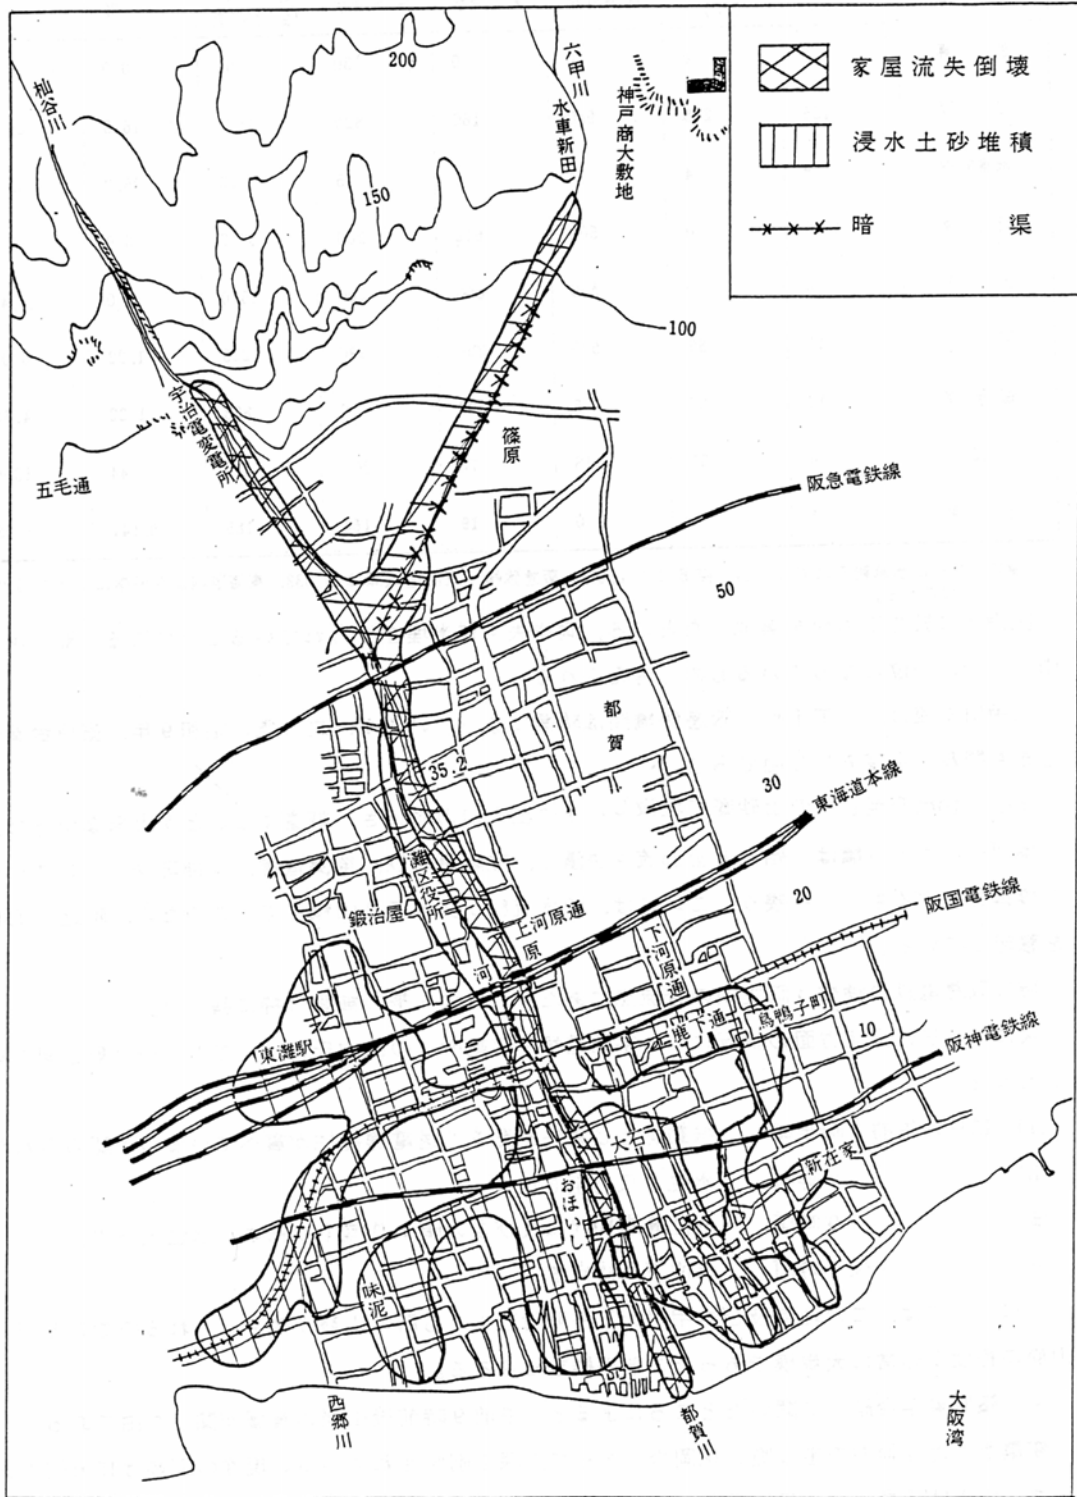 家屋流失倒壊
浸水土砂堆積
暗渠
200
六甲川
水車新田
神戸商大敷地
杣谷川
150
100
宇治電変電所
五毛通
篠原
阪急電鉄線
50
都賀
35.2
30
東海道本線
灘区役所
鍛治屋
上河原通
河原
下河原通
20
阪国電鉄線
鹿下通
烏鴨子町
10
東灘駅
阪神電鉄線
大石
新在家
おほいし
味泥
西郷川
都賀川
大阪湾